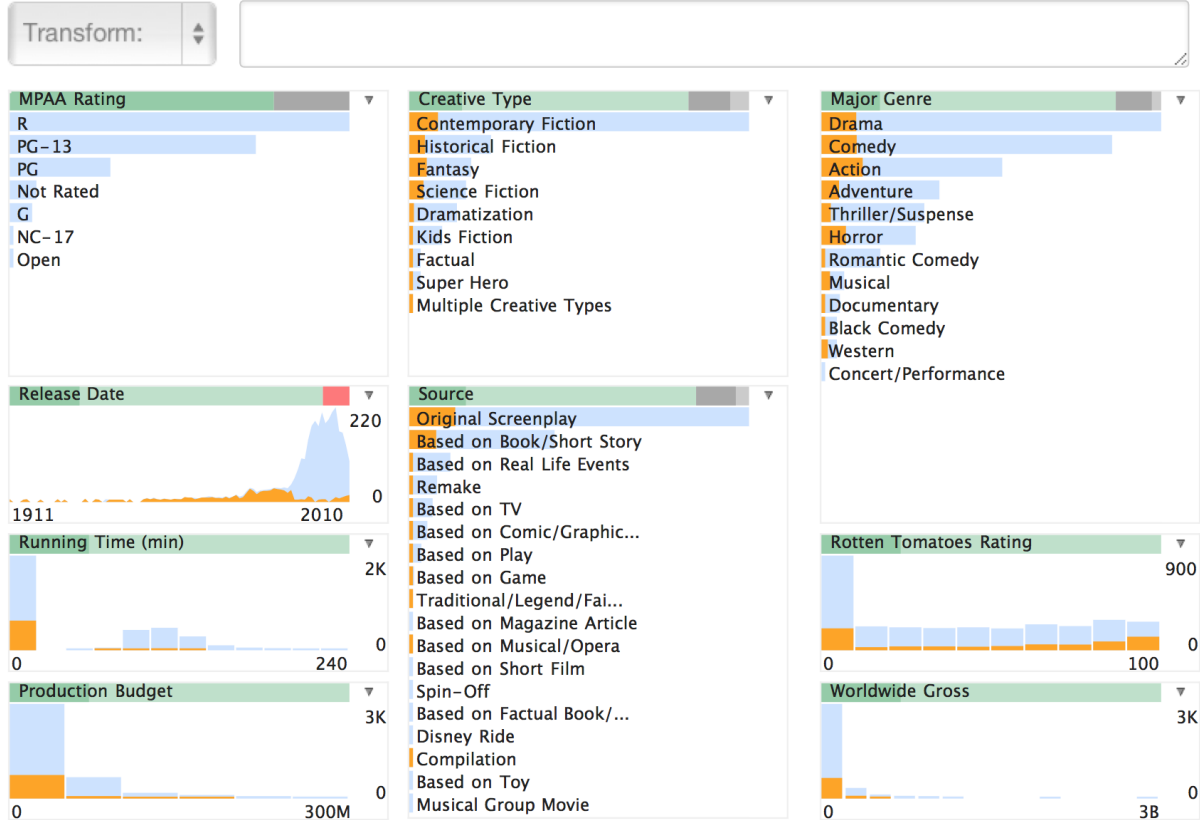 Transform:
MPAA Rating
R
PG-13
PG
Not Rated
G
NC-17
Open
Creative Type
Contemporary Fiction
Historical Fiction
Fantasy
Science Fiction
Dramatization
Kids Fiction
Factual
Super Hero
Multiple Creative Types
Major Genre
Drama
Comedy
Action
Adventure
Thriller/Suspense
Horror
Romantic Comedy
Musical
Documentary
Black Comedy
Western
Concert/Performance
Release Date
220
0
1911 2010
Running Time (min)
2K
0
0 240
Production Budget
3K
0
0 300M
Source
Original Screenplay
Based on Book/Short Story
Based on Real Life Events
Remake
Based on TV
Based on Comic/Graphic...
Based on Play
Based on Game
Traditional/Legend/Fai...
Based on Magazine Article
Based on Musical/Opera
Based on Short Film
Spin-Off
Based on Factual Book/...
Disney Ride
Compilation
Based on Toy
Musical Group Movie
Rotten Tomatoes Rating
900
0
0 100
Worldwide Gross
3K
0
0 3B